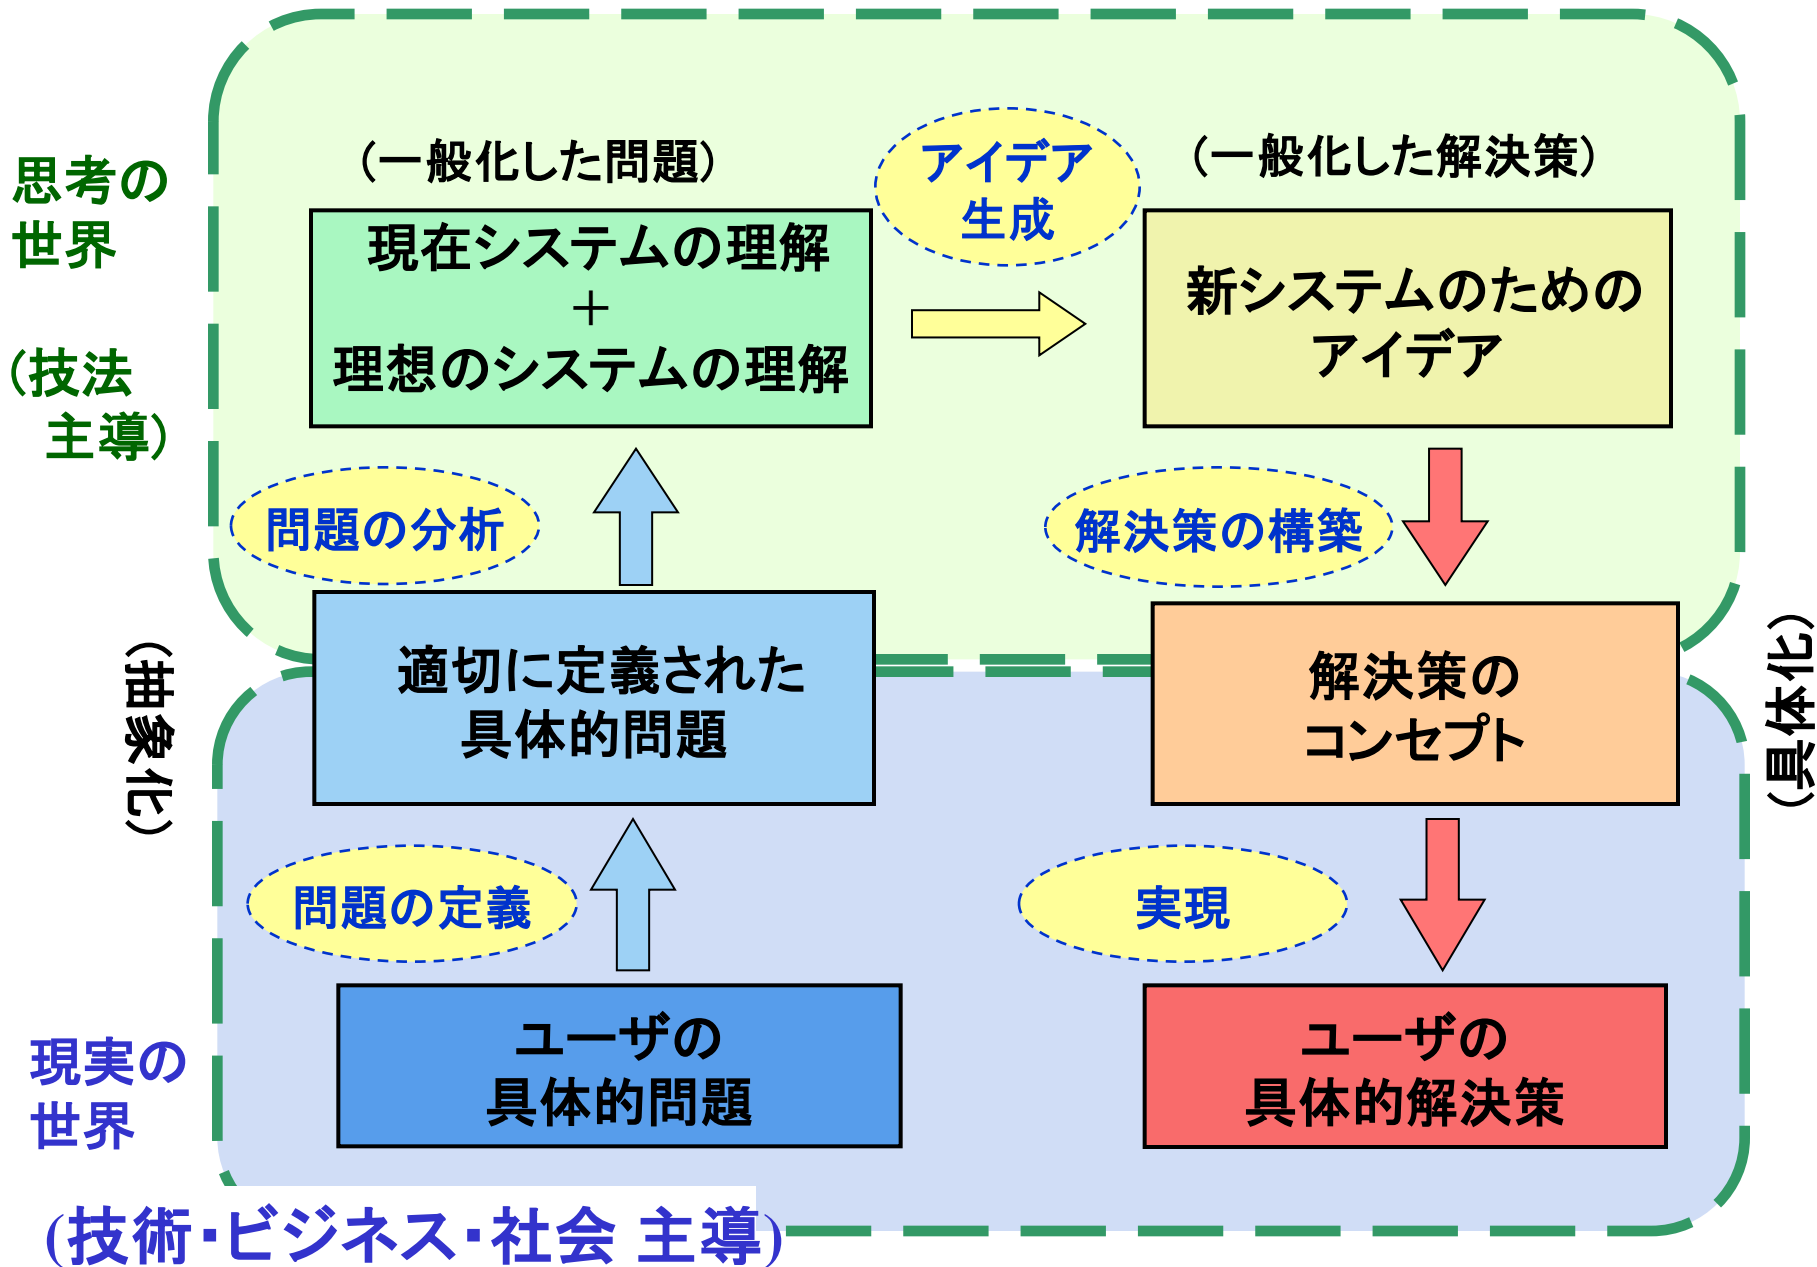 思考の
世界
（技法
主導）
（一般化した問題）
現在システムの理解
＋
理想のシステムの理解
アイデア
生成
（一般化した解決策）
新システムのための
アイデア
問題の分析
解決策の構築
（抽象化）
適切に定義された
具体的問題
解決策の
コンセプト
（具体化）
問題の定義
実現
現実の
世界
ユーザの
具体的問題
ユーザの
具体的解決策
(技術・ビジネス・社会 主導)